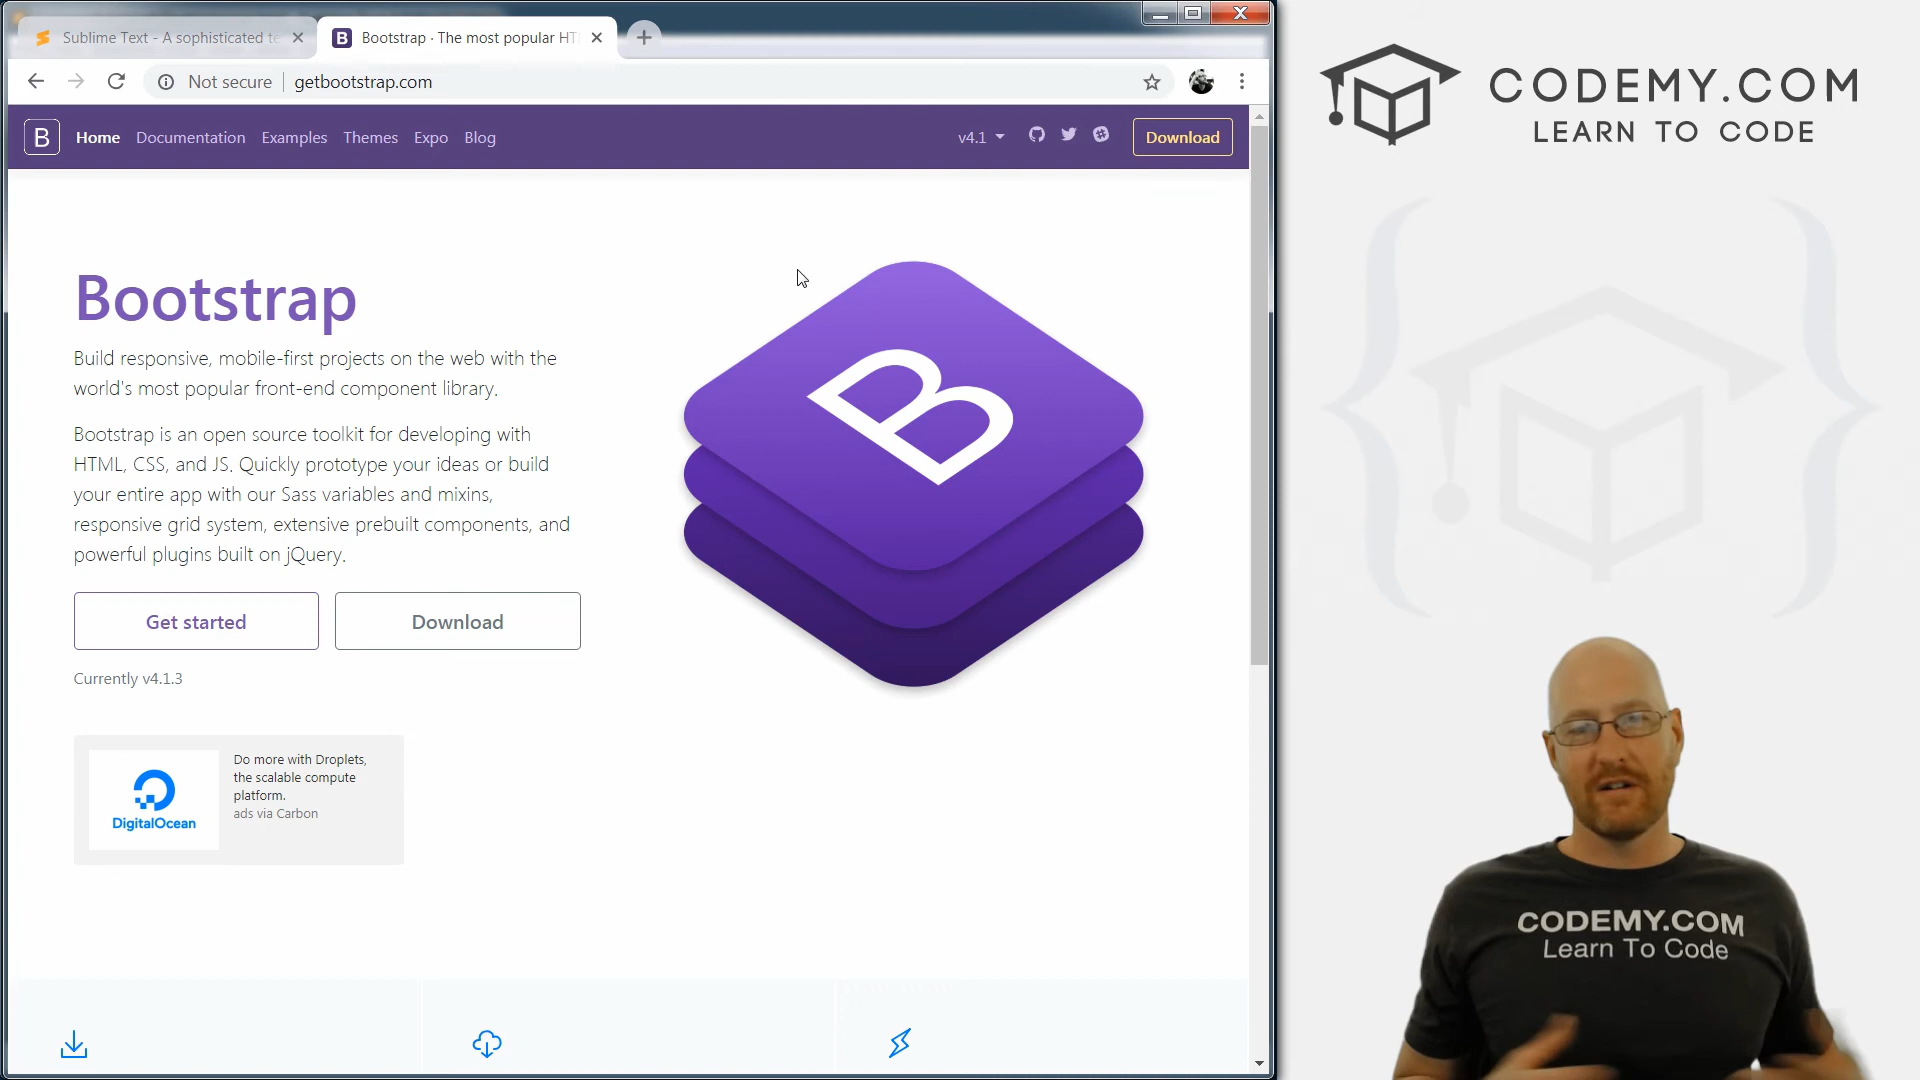 Sublime Text - A sophisticated te
Bootstrap · The most popular HT
Not secure
getbootstrap.com
B
Home
Documentation
Examples
Themes
Expo
Blog
v4.1
Download
Bootstrap
Build responsive, mobile-first projects on the web with the
world's most popular front-end component library.
Bootstrap is an open source toolkit for developing with
HTML, CSS, and JS. Quickly prototype your ideas or build
your entire app with our Sass variables and mixins,
responsive grid system, extensive prebuilt components, and
powerful plugins built on jQuery.
Get started
Download
Currently v4.1.3
B
DigitalOcean
Do more with Droplets,
the scalable compute
platform.
ads via Carbon
CODEMY.COM
LEARN TO CODE
CODEMY.COM
Learn To Code